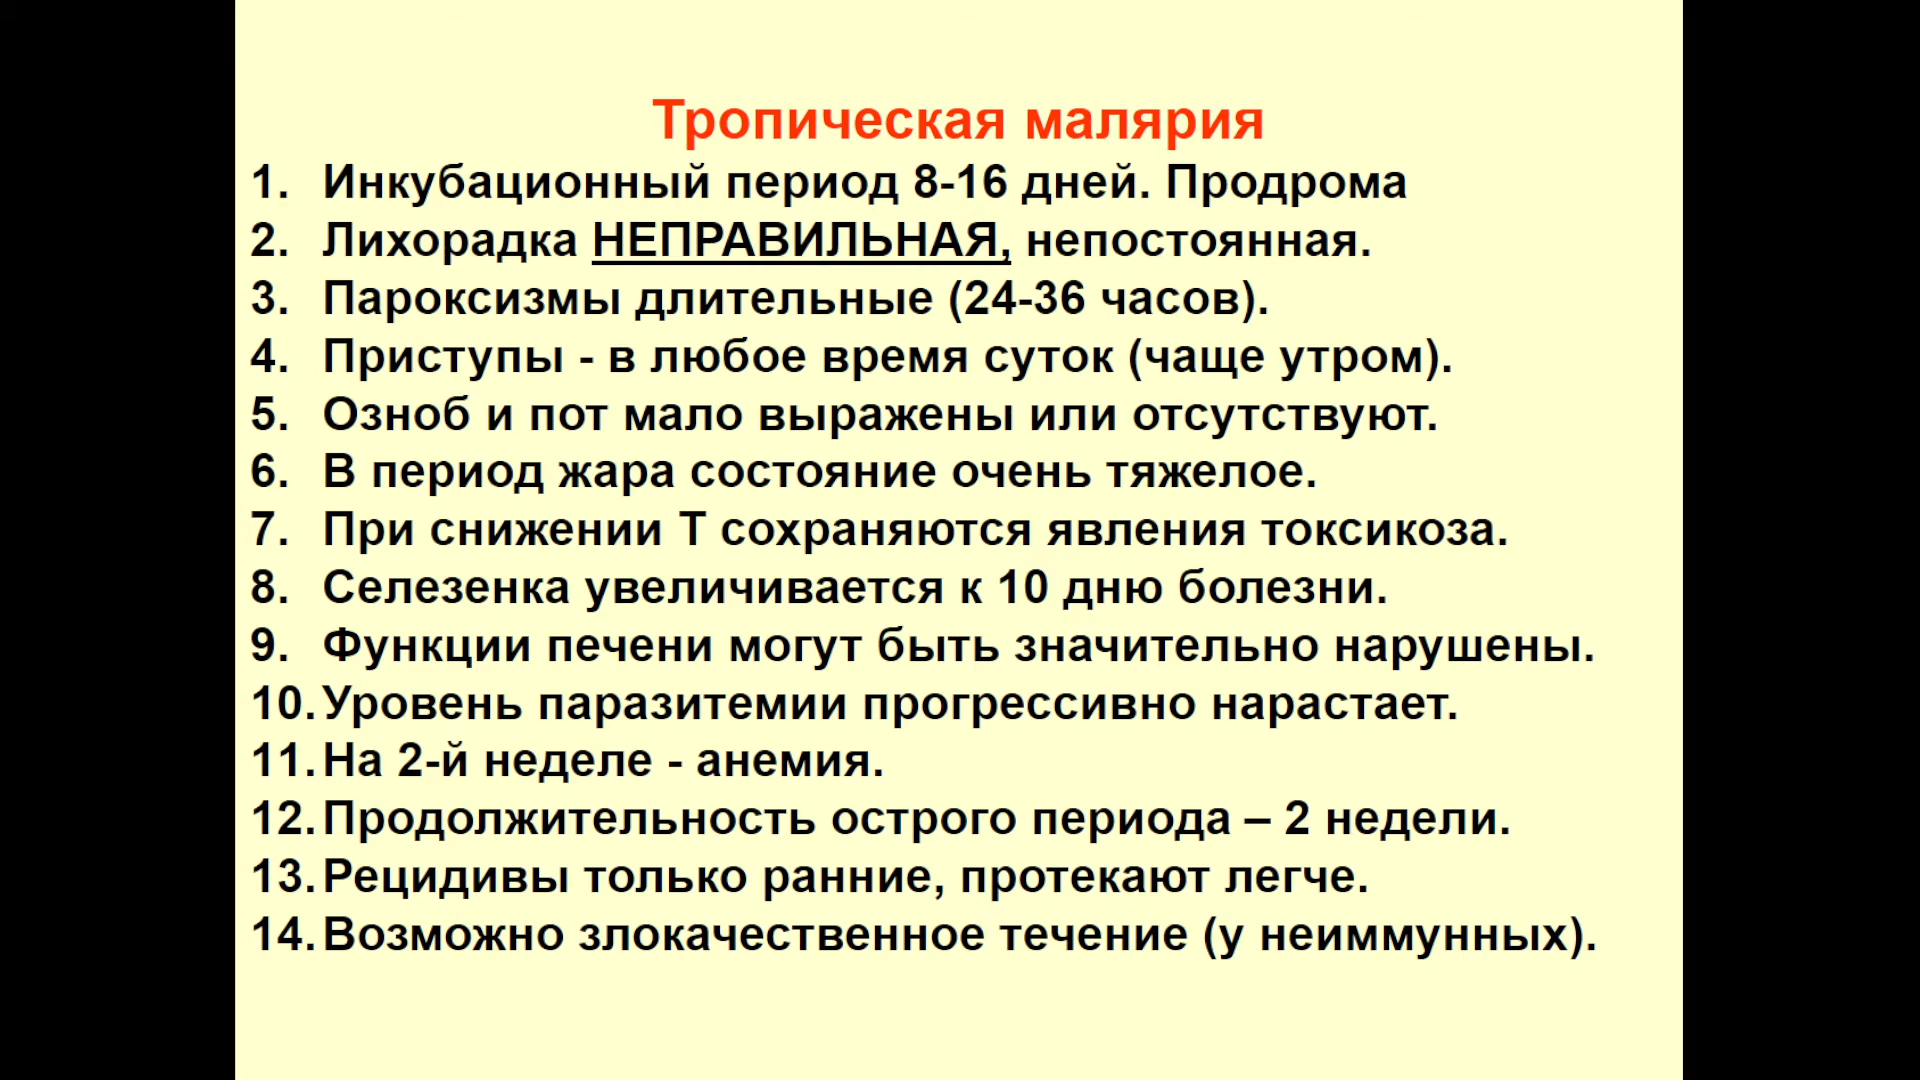 Тропическая малярия
1. Инкубационный период 8-16 дней. Продрома
2. Лихорадка НЕПРАВИЛЬНАЯ, непостоянная.
3. Пароксизмы длительные (24-36 часов).
4. Приступы - в любое время суток (чаще утром).
5. Озноб и пот мало выражены или отсутствуют.
6. В период жара состояние очень тяжелое.
7. При снижении Т сохраняются явления токсикоза.
8. Селезенка увеличивается к 10 дню болезни.
9. Функции печени могут быть значительно нарушены.
10. Уровень паразитемии прогрессивно нарастает.
11. На 2-й неделе - анемия.
12. Продолжительность острого периода – 2 недели.
13. Рецидивы только ранние, протекают легче.
14. Возможно злокачественное течение (у неиммунных).